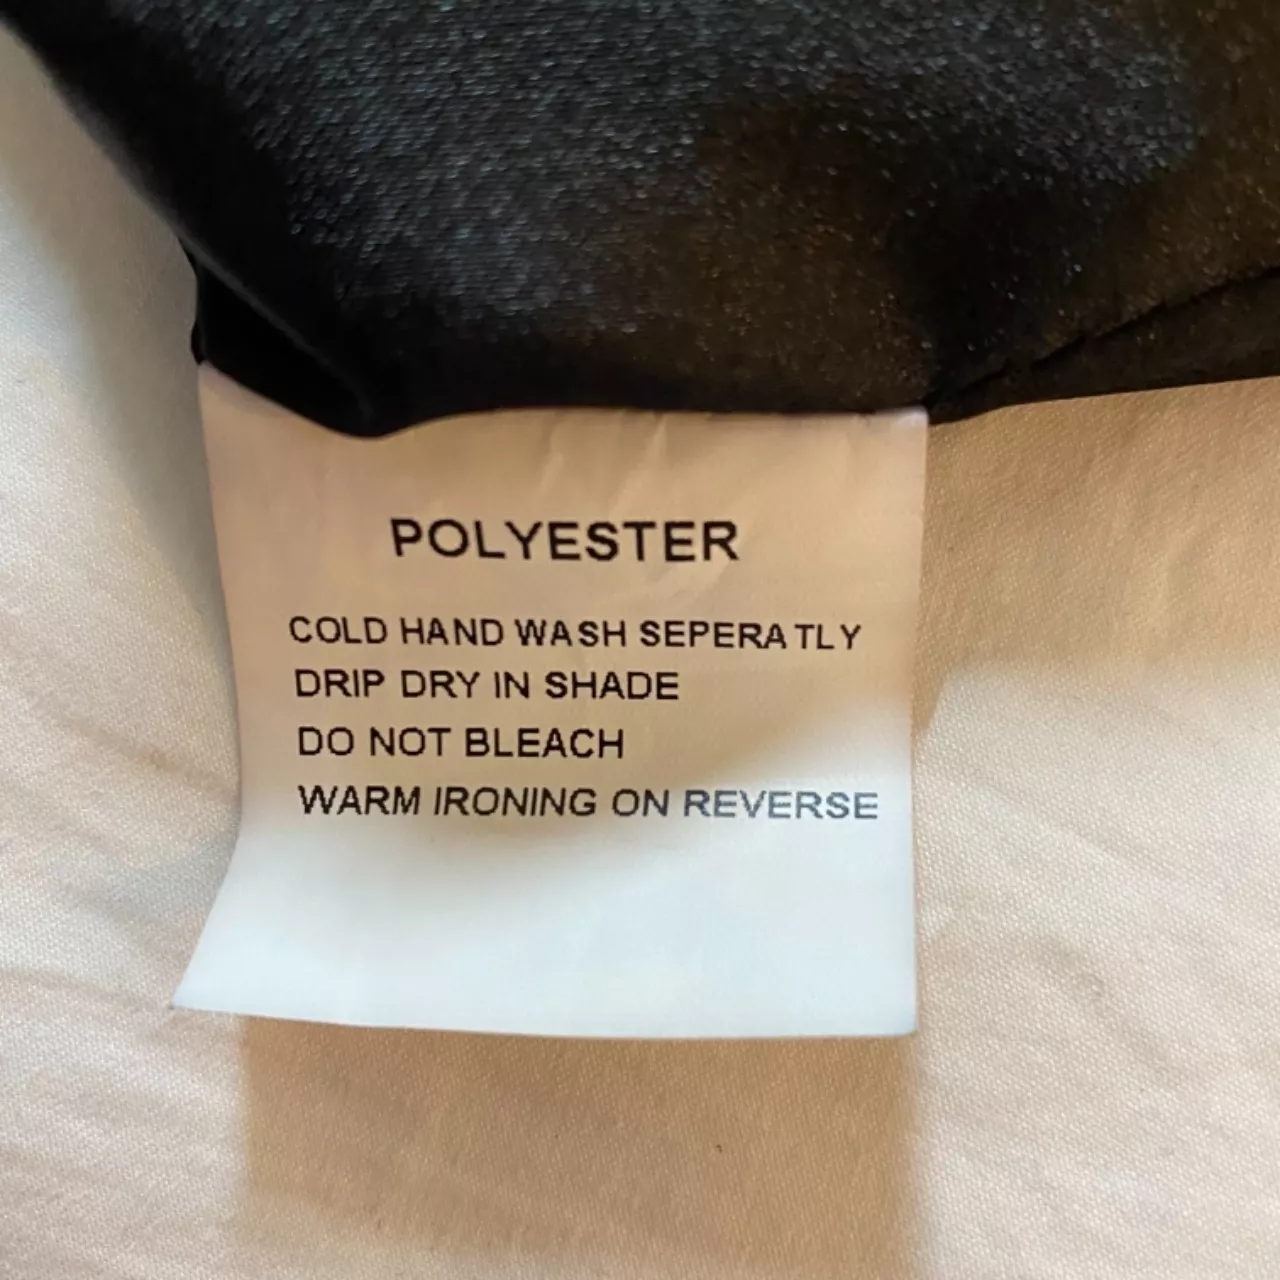 POLYESTER
COLD HAND WASH SEPERATLY
DRIP DRY IN SHADE
DO NOT BLEACH
WARM IRONING ON REVERSE